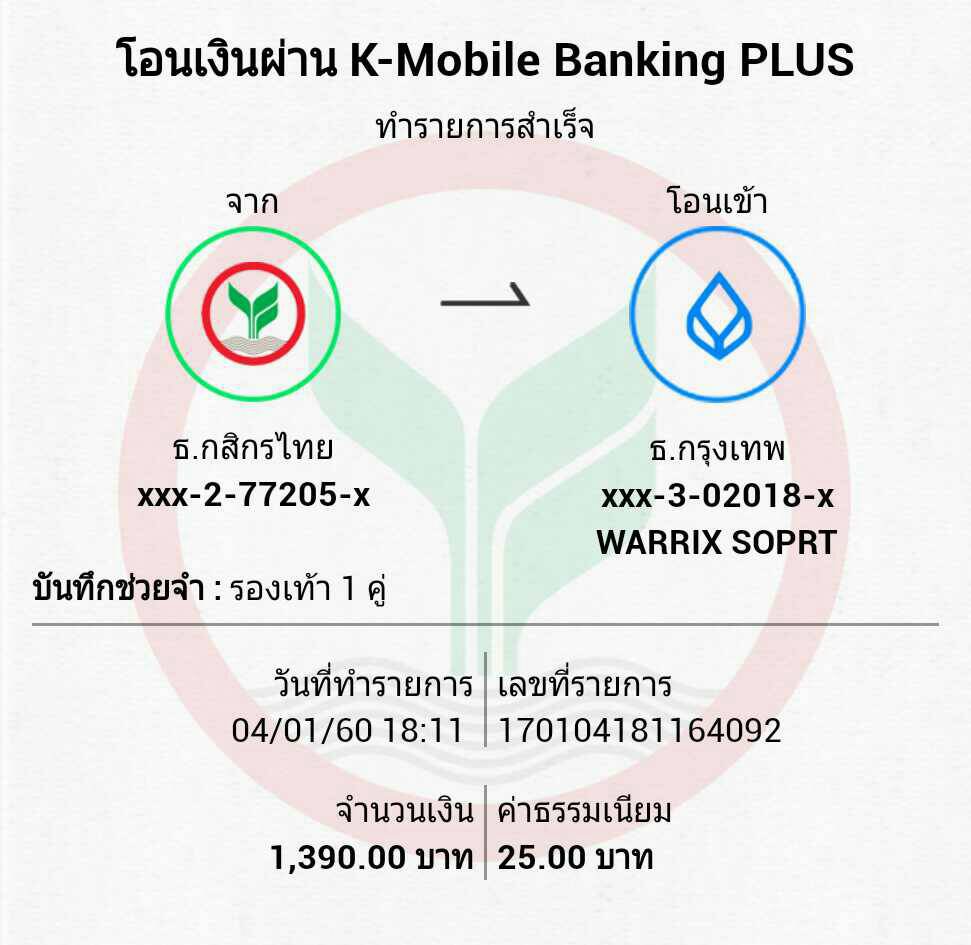 โอนเงินผ่าน K-Mobile Banking PLUS
ทำรายการสำเร็จ
จาก
โอนเข้า
ธ.กสิกรไทย
xxx-2-77205-x
ธ.กรุงเทพ
xxx-3-02018-x
WARRIX SOPRT
บันทึกช่วยจำ : รองเท้า 1 คู่
วันที่ทำรายการ
04/01/60 18:11
เลขที่รายการ
170104181164092
จำนวนเงิน
1,390.00 บาท
ค่าธรรมเนียม
25.00 บาท